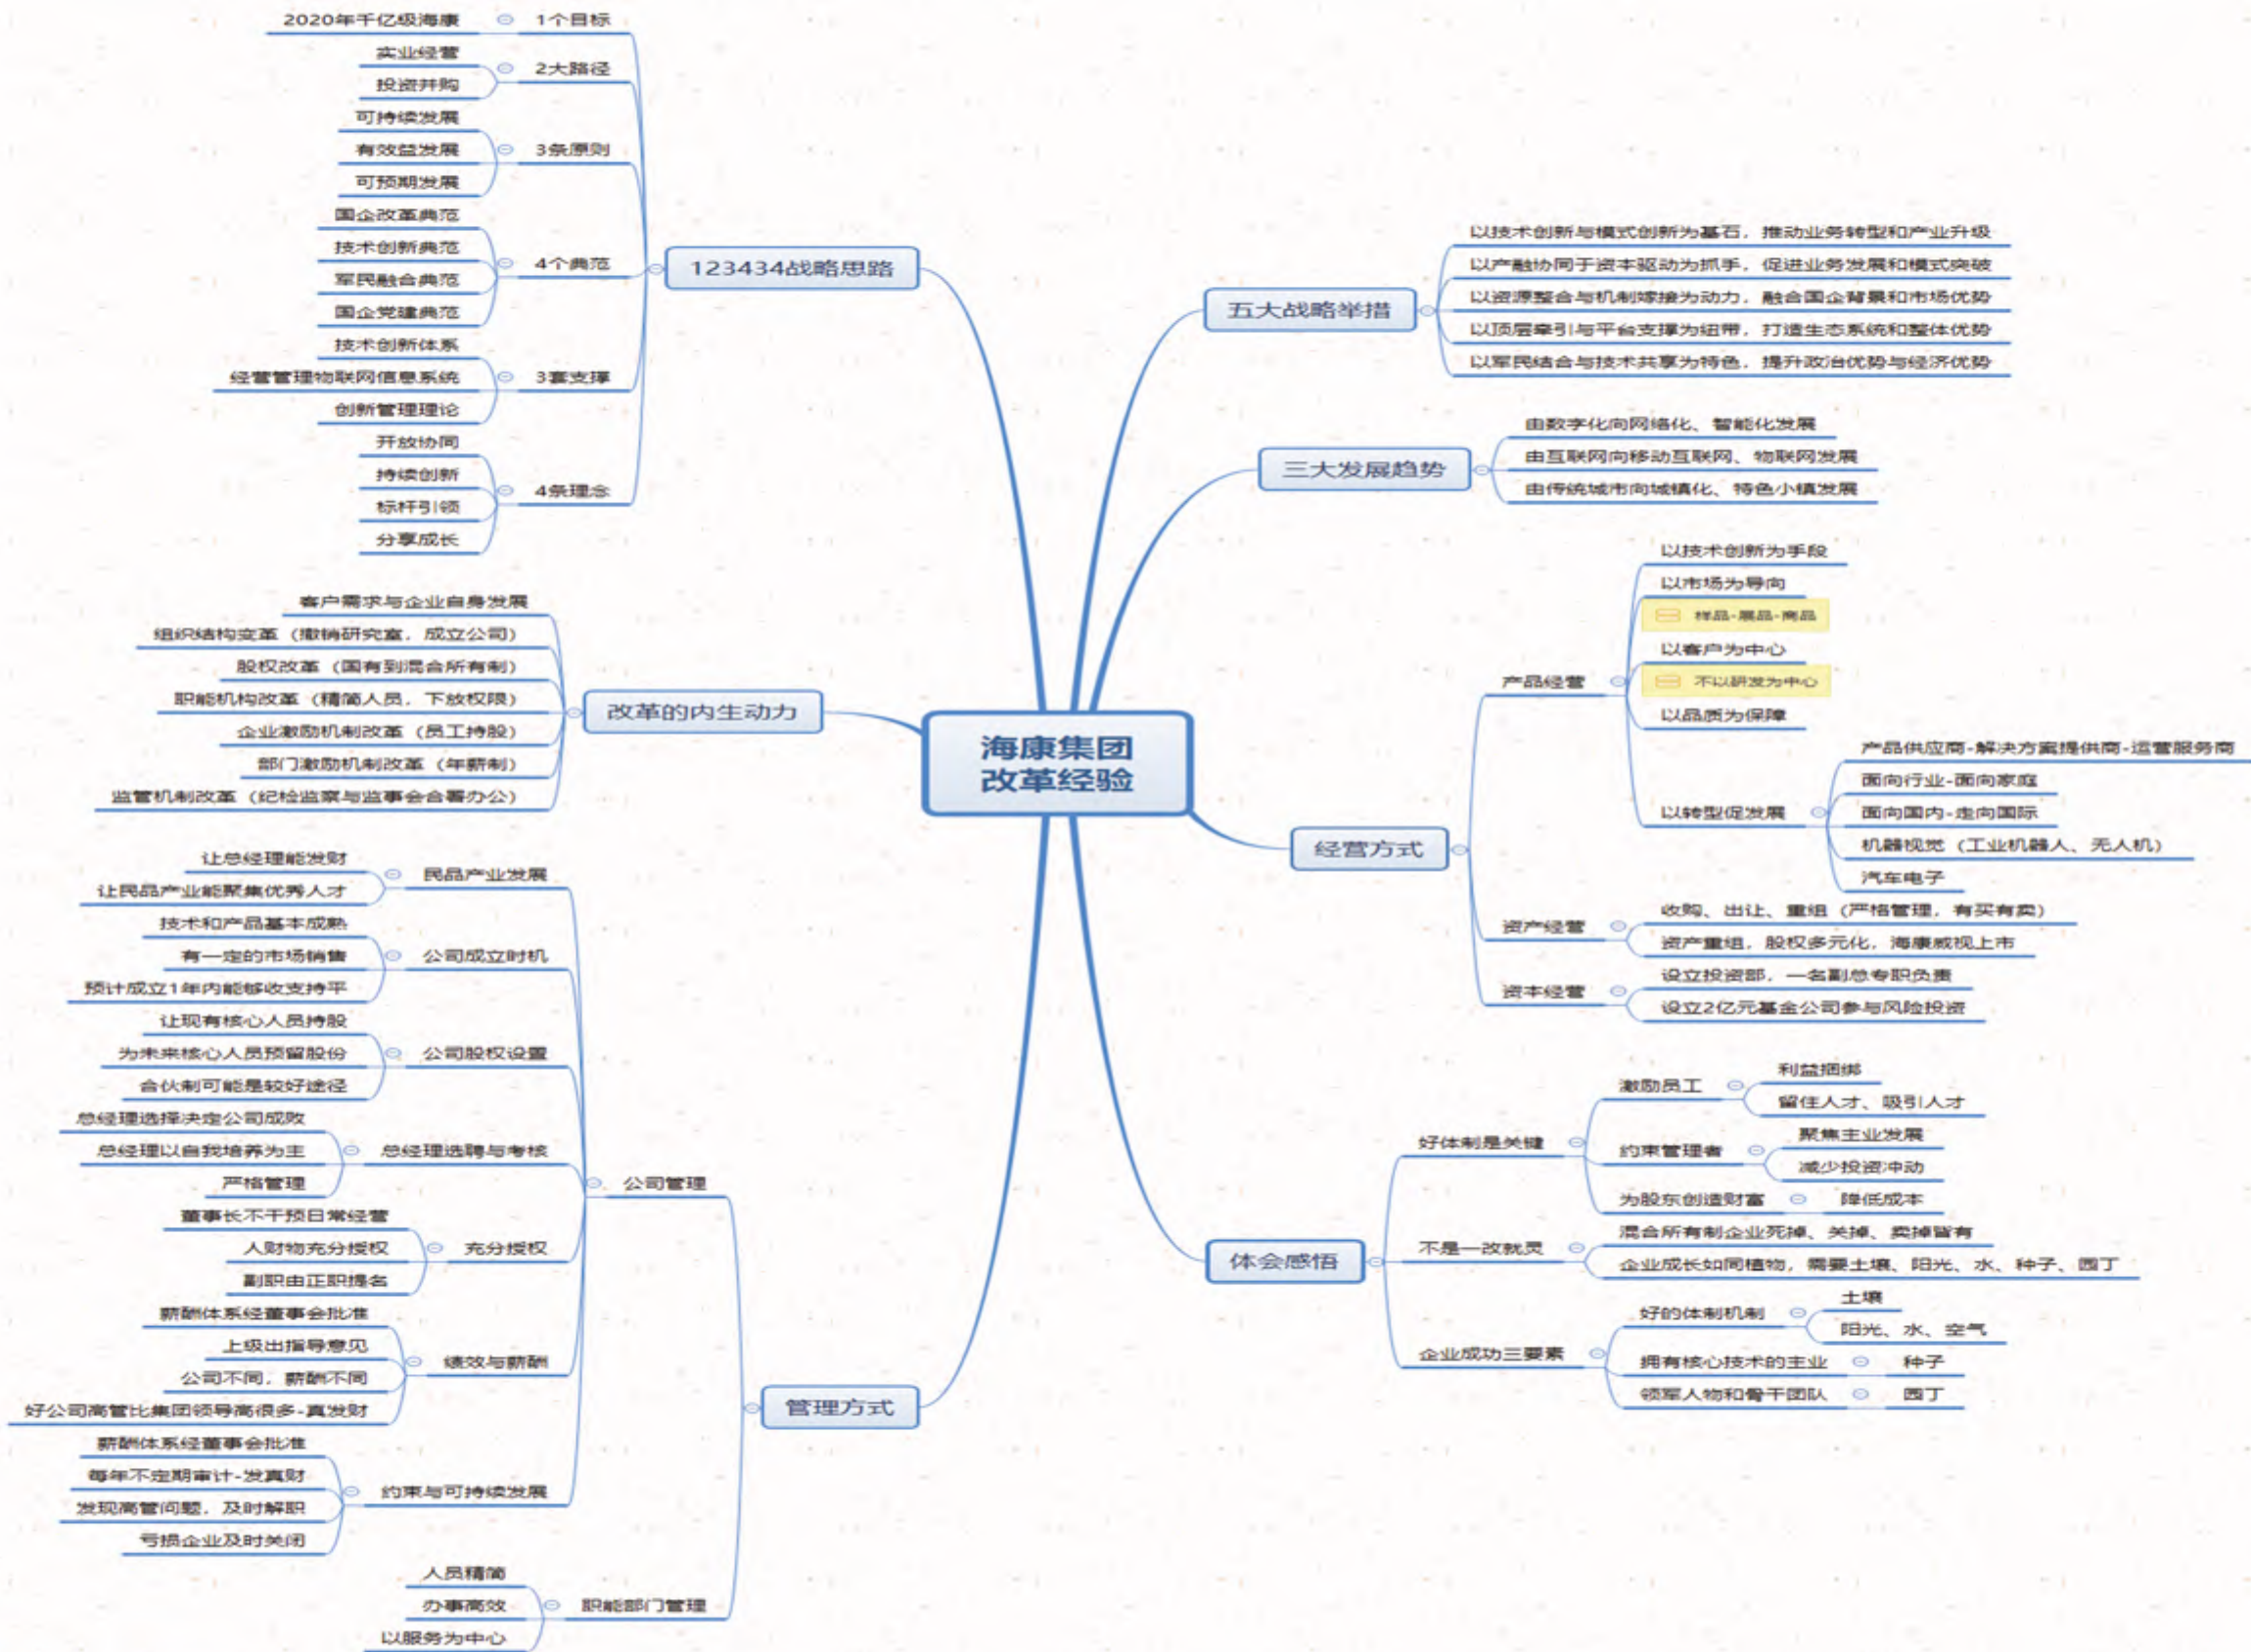 海康集团
改革经验
123434战略思路
1个目标
2020年千亿级海康
2大路径
实业经营
投资并购
3条原则
可持续发展
有效益发展
可预期发展
4个典范
国企改革典范
技术创新典范
军民融合典范
国企党建典范
3套支撑
技术创新体系
经营管理物联网信息系统
创新管理理论
4条理念
开放协同
持续创新
标杆引领
分享成长
改革的内生动力
客户需求与企业自身发展
组织结构变革（撤销研究室，成立公司）
股权改革（国有到混合所有制）
职能机构改革（精简人员，下放权限）
企业激励机制改革（员工持股）
部门激励机制改革（年薪制）
监管机制改革（纪检监察与监事会合署办公）
管理方式
公司管理
民品产业发展
让总经理能发财
让民品产业能聚集优秀人才
公司成立时机
技术和产品基本成熟
有一定的市场销售
预计成立1年内能够收支持平
公司股权设置
让现有核心人员持股
为未来核心人员预留股份
合伙制可能是较好途径
总经理选聘与考核
总经理选择决定公司成败
总经理以自我培养为主
严格管理
充分授权
董事长不干预日常经营
人财物充分授权
副职由正职提名
绩效与薪酬
薪酬体系经董事会批准
上级出指导意见
公司不同，薪酬不同
好公司高管比集团领导高很多-真发财
约束与可持续发展
薪酬体系经董事会批准
每年不定期审计-发真财
发现高管问题，及时解职
亏损企业及时关闭
职能部门管理
人员精简
办事高效
以服务为中心
五大战略举措
以技术创新与模式创新为基石，推动业务转型和产业升级
以产融协同于资本驱动为抓手，促进业务发展和模式突破
以资源整合与机制嫁接为动力，融合国企背景和市场优势
以顶层牵引与平台支撑为纽带，打造生态系统和整体优势
以军民结合与技术共享为特色，提升政治优势与经济优势
三大发展趋势
由数字化向网络化、智能化发展
由互联网向移动互联网、物联网发展
由传统城市向城镇化、特色小镇发展
经营方式
产品经营
以技术创新为手段
以市场为导向
样品-展品-商品
以客户为中心
不以研发为中心
以品质为保障
以转型促发展
产品供应商-解决方案提供商-运营服务商
面向行业-面向家庭
面向国内-走向国际
机器视觉（工业机器人、无人机）
汽车电子
资产经营
收购、出让、重组（严格管理，有买有卖）
资产重组，股权多元化，海康威视上市
资本经营
设立投资部，一名副总专职负责
设立2亿元基金公司参与风险投资
体会感悟
好体制是关键
激励员工
利益捆绑
留住人才、吸引人才
约束管理者
聚焦主业发展
减少投资冲动
为股东创造财富
降低成本
不是一改就灵
混合所有制企业死掉、关掉、卖掉皆有
企业成长如同植物，需要土壤、阳光、水、种子、园丁
企业成功三要素
好的体制机制
土壤
阳光、水、空气
拥有核心技术的主业
种子
领军人物和骨干团队
园丁